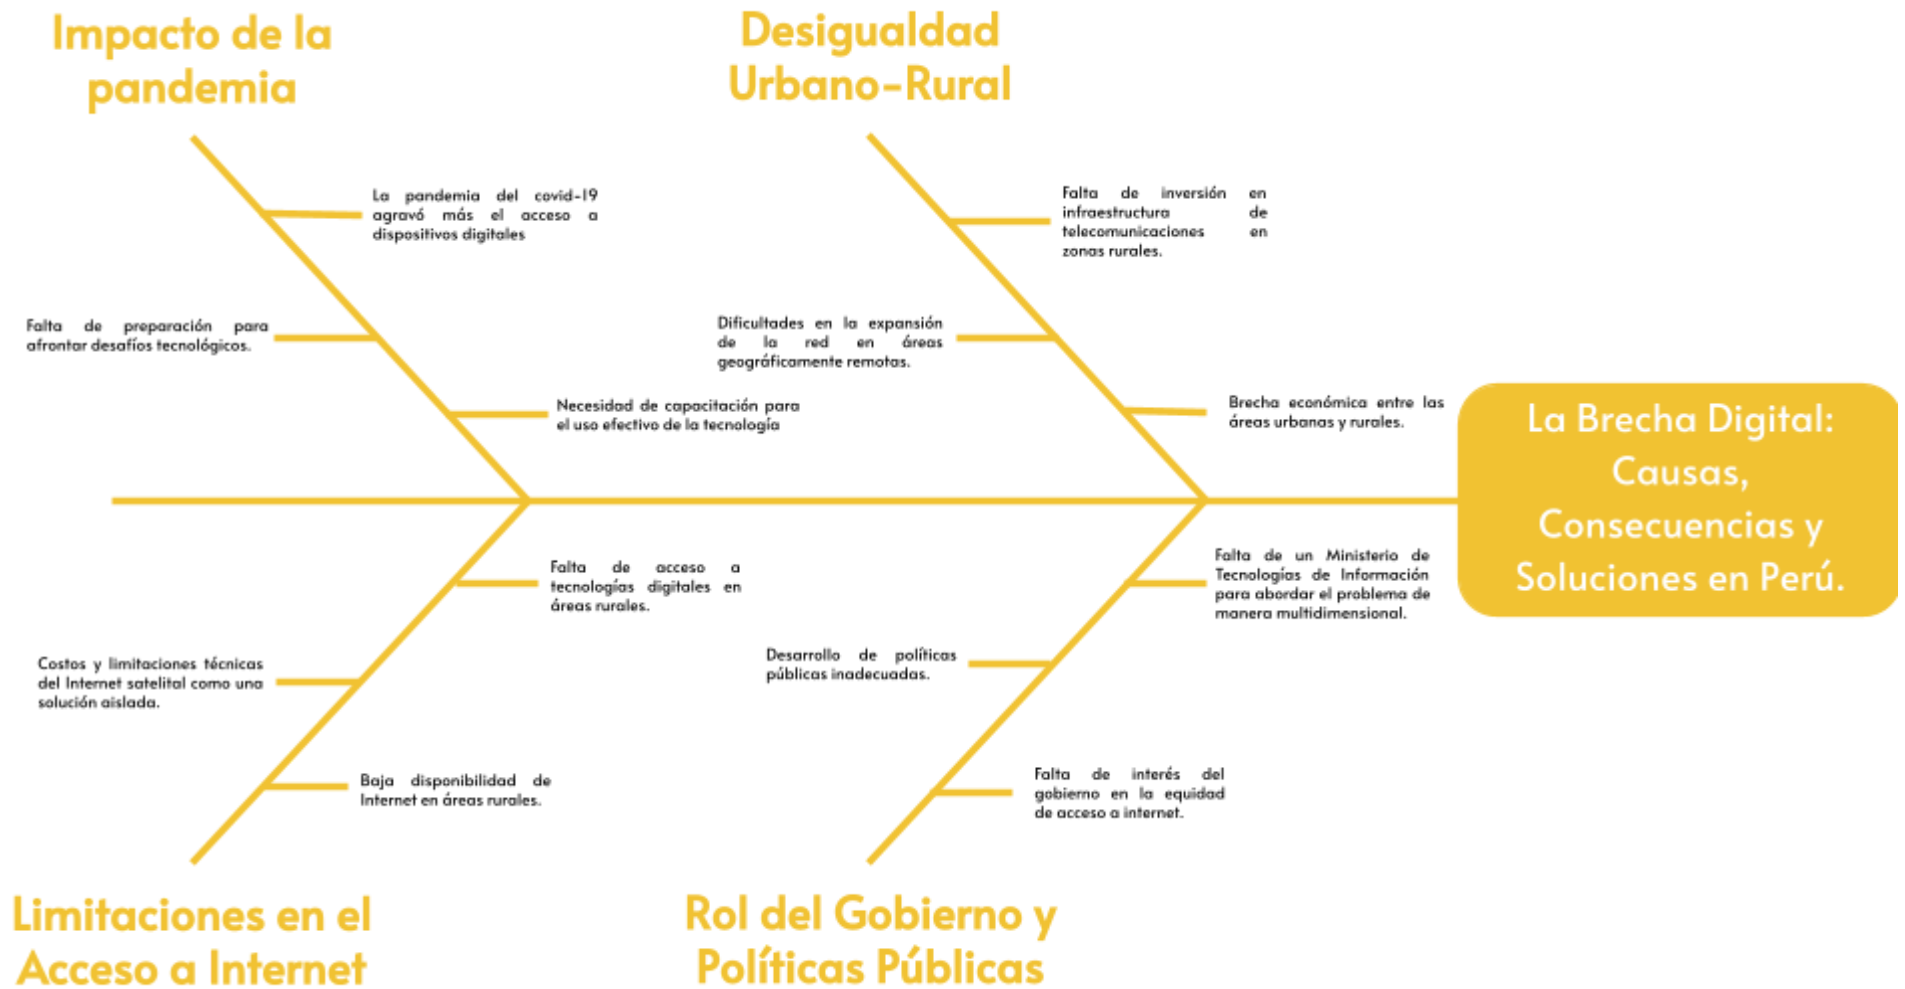 Impacto de la
pandemia
La pandemia del covid-19
agravó más el acceso a
dispositivos digitales
Falta de preparación para
afrontar desafíos tecnológicos.
Necesidad de capacitación para
el uso efectivo de la tecnología
Desigualdad
Urbano-Rural
Falta de inversión en
infraestructura de
telecomunicaciones en
zonas rurales.
Dificultades en la expansión
de la red en áreas
geográficamente remotas.
Brecha económica entre las
áreas urbanas y rurales.
La Brecha Digital:
Causas,
Consecuencias y
Soluciones en Perú.
Falta de acceso a
tecnologías digitales en
áreas rurales.
Costos y limitaciones técnicas
del Internet satelital como una
solución aislada.
Baja disponibilidad de
Internet en áreas rurales.
Limitaciones en el
Acceso a Internet
Falta de un Ministerio de
Tecnologías de Información
para abordar el problema de
manera multidimensional.
Desarrollo de políticas
públicas inadecuadas.
Falta de interés del
gobierno en la equidad
de acceso a internet.
Rol del Gobierno y
Políticas Públicas